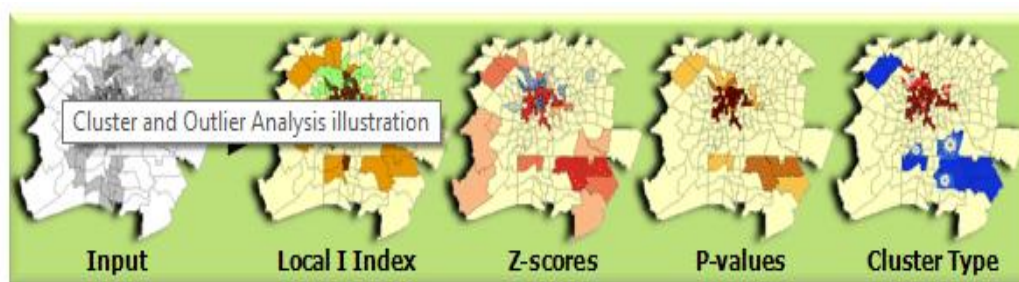 Cluster and Outlier Analysis illustration
Input
Local I Index
Z-scores
P-values
Cluster Type